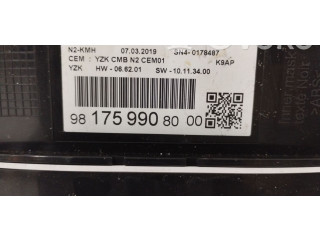 N2-KMH 07.03.2019 SN4-0178487
CEM : YZK CMB N2 CEM01 K9AP
YZK HW - 06.62.01 SW - 10.11.34.00
98 175 990 80 00